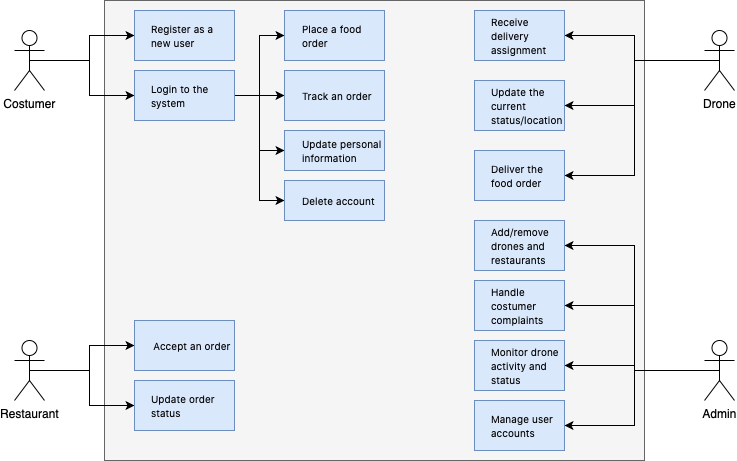 Costumer
Register as a
new user
Login to the
system
Place a food
order
Track an order
Update personal
information
Delete account
Receive
delivery
assignment
Update the
current
status/location
Deliver the
food order
Drone
Add/remove
drones and
restaurants
Handle
costumer
complaints
Monitor drone
activity and
status
Manage user
accounts
Admin
Restaurant
Accept an order
Update order
status